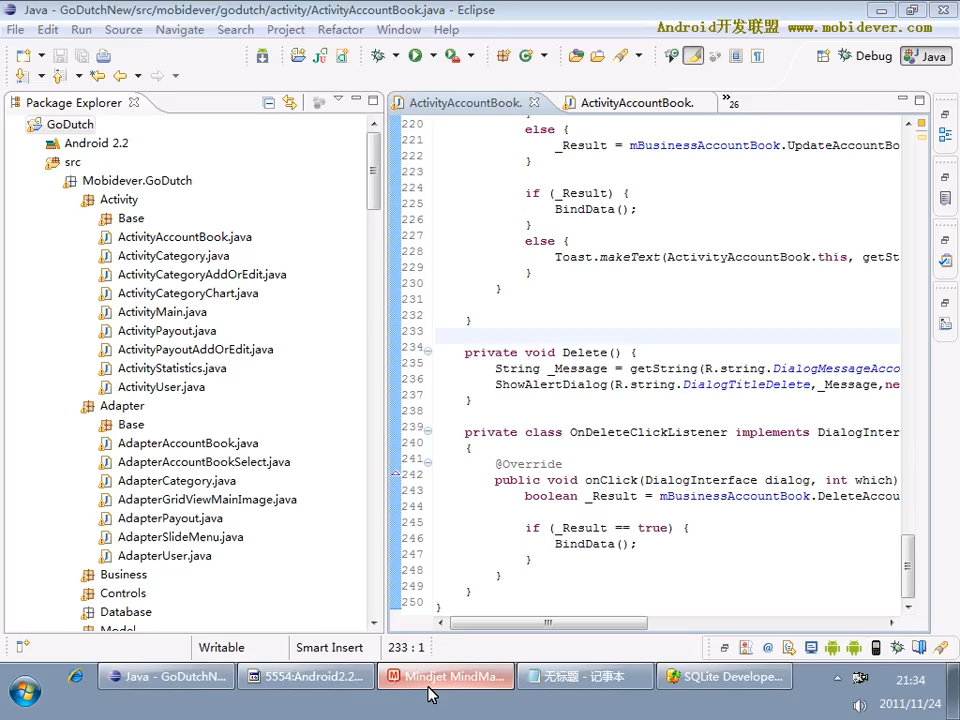 Java - GoDutchNew/src/mobidever/godutch/activity/ActivityAccountBook.java - Eclipse
File Edit Run Source Navigate Search Project Refactor Window Help
Android开发联盟 www.mobidever.com
Debug Java
Package Explorer
ActivityAccountBook.
ActivityAccountBook.
»26
GoDutch
Android 2.2
src
Mobidever.GoDutch
Activity
Base
ActivityAccountBook.java
ActivityCategory.java
ActivityCategoryAddOrEdit.java
ActivityCategoryChart.java
ActivityMain.java
ActivityPayout.java
ActivityPayoutAddOrEdit.java
ActivityStatistics.java
ActivityUser.java
Adapter
Base
AdapterAccountBook.java
AdapterAccountBookSelect.java
AdapterCategory.java
AdapterGridViewMainImage.java
AdapterPayout.java
AdapterSlideMenu.java
AdapterUser.java
Business
Controls
Database
Model
220
221 else {
222 _Result = mBusinessAccountBook.UpdateAccountBo
223 }
224
225 if (_Result) {
226 BindData();
227 }
228 else {
229 Toast.makeText(ActivityAccountBook.this, getSt
230 }
231 }
232
233 }
234
235 private void Delete() {
236 String _Message = getString(R.string.DialogMessageAcco
237 ShowAlertDialog(R.string.DialogTitleDelete,_Message,ne
238 }
239
240 private class OnDeleteClickListener implements DialogInter
241 {
242 @Override
243 public void onClick(DialogInterface dialog, int which)
244 boolean _Result = mBusinessAccountBook.DeleteAccou
245
246 if (_Result == true) {
247 BindData();
248 }
249 }
250 }
}
Writable Smart Insert 233 : 1
Java - GoDutchN... 5554:Android2.2... Mindjet MindMa... 无标题 - 记事本 SQLite Develope...
21:34
2011/11/24